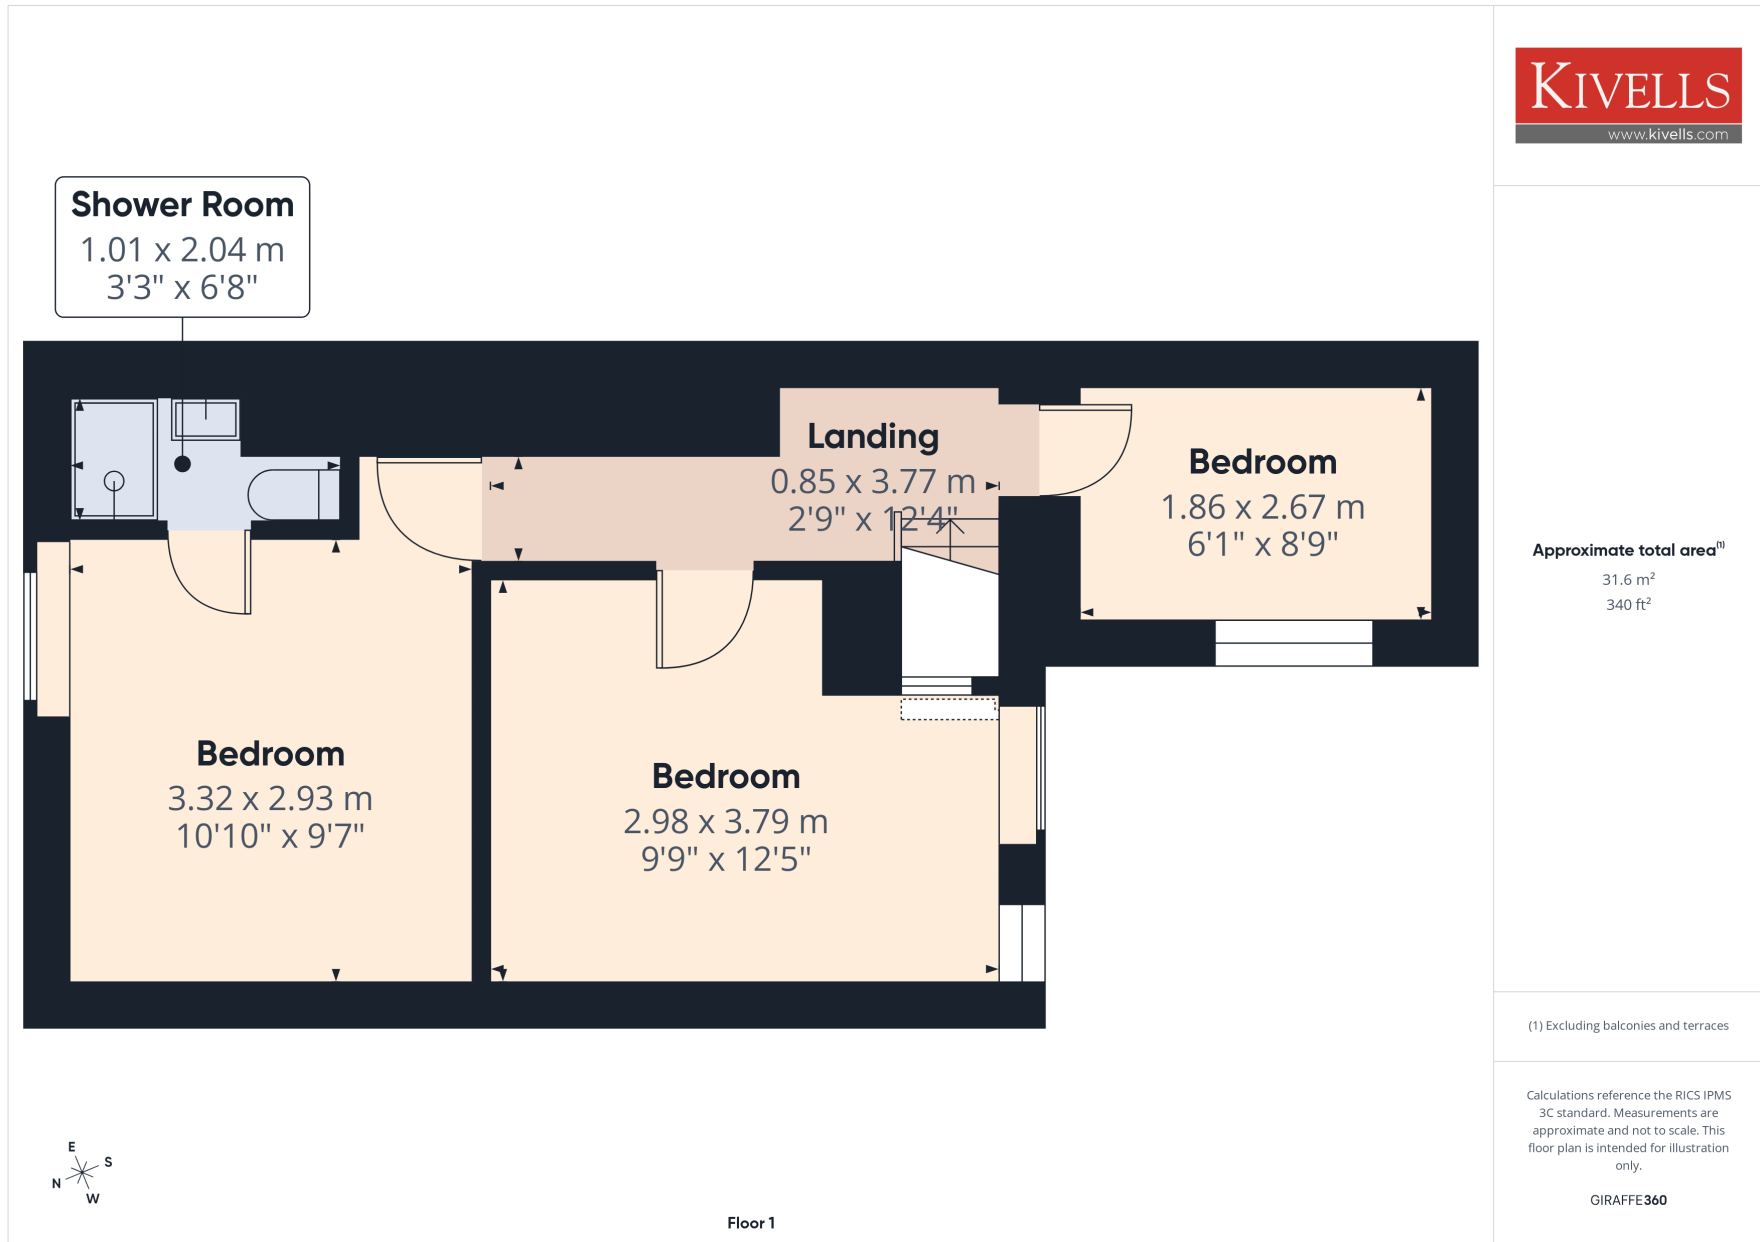 KIVELLS
www.kivells.com
Shower Room
1.01 x 2.04 m
3'3" x 6'8"
Landing
0.85 x 3.77 m
2'9" x 12'4"
Bedroom
1.86 x 2.67 m
6'1" x 8'9"
Bedroom
3.32 x 2.93 m
10'10" x 9'7"
Bedroom
2.98 x 3.79 m
9'9" x 12'5"
Approximate total area(1)
31.6 m²
340 ft²
(1) Excluding balconies and terraces
Calculations reference the RICS IPMS
3C standard. Measurements are
approximate and not to scale. This
floor plan is intended for illustration
only.
GIRAFFE360
E
S
N
W
Floor 1